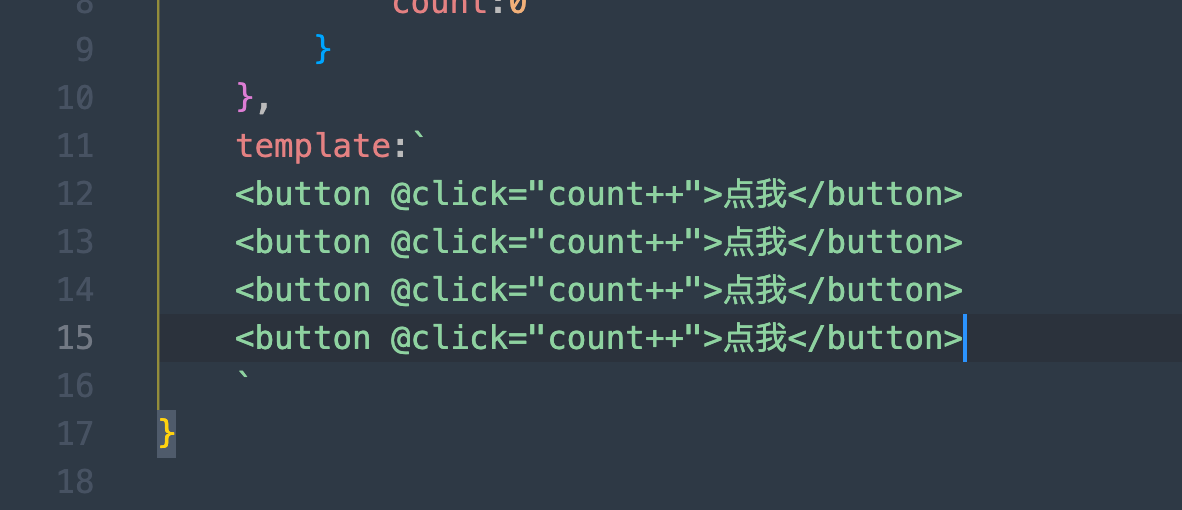 8 count:0
9 }
10 },
11 template:`
12 <button @click="count++">点我</button>
13 <button @click="count++">点我</button>
14 <button @click="count++">点我</button>
15 <button @click="count++">点我</button>
16 `
17 }
18